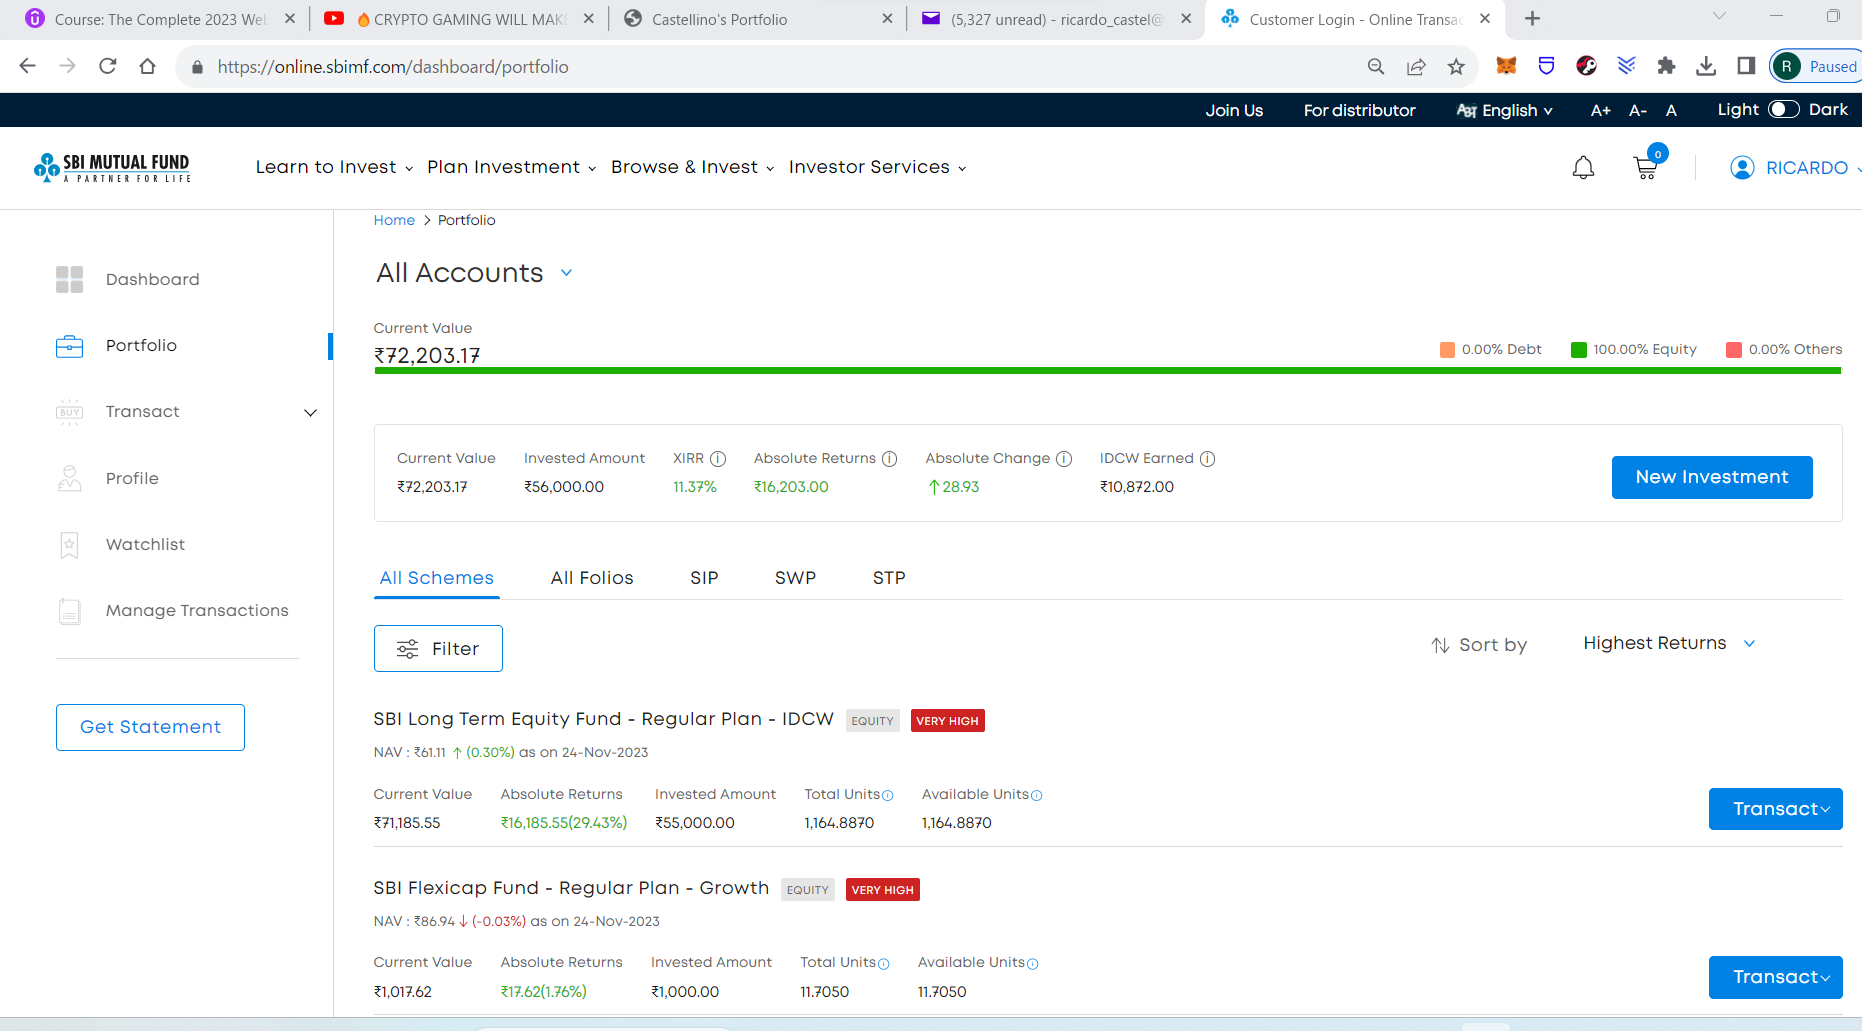 Course: The Complete 2023 Web
CRYPTO GAMING WILL MAKE
Castellino's Portfolio
(5,327 unread) - ricardo_castel@
Customer Login - Online Transac
https://online.sbimf.com/dashboard/portfolio
R Paused
Join Us For distributor English A+ A- A Light Dark
SBI MUTUAL FUND
A PARTNER FOR LIFE
Learn to Invest Plan Investment Browse & Invest Investor Services
0
RICARDO
Home > Portfolio
Dashboard
Portfolio
BUY
Transact
Profile
Watchlist
Manage Transactions
Get Statement
All Accounts
Current Value
₹72,203.17
0.00% Debt 100.00% Equity 0.00% Others
Current Value Invested Amount XIRR Absolute Returns Absolute Change IDCW Earned
₹72,203.17 ₹56,000.00 11.37% ₹16,203.00 ↑28.93 ₹10,872.00
New Investment
All Schemes All Folios SIP SWP STP
Filter
Sort by Highest Returns
SBI Long Term Equity Fund - Regular Plan - IDCW EQUITY VERY HIGH
NAV : ₹61.11 ↑ (0.30%) as on 24-Nov-2023
Current Value Absolute Returns Invested Amount Total Units Available Units
₹71,185.55 ₹16,185.55(29.43%) ₹55,000.00 1,164.8870 1,164.8870
Transact
SBI Flexicap Fund - Regular Plan - Growth EQUITY VERY HIGH
NAV : ₹86.94 ↓ (-0.03%) as on 24-Nov-2023
Current Value Absolute Returns Invested Amount Total Units Available Units
₹1,017.62 ₹17.62(1.76%) ₹1,000.00 11.7050 11.7050
Transact